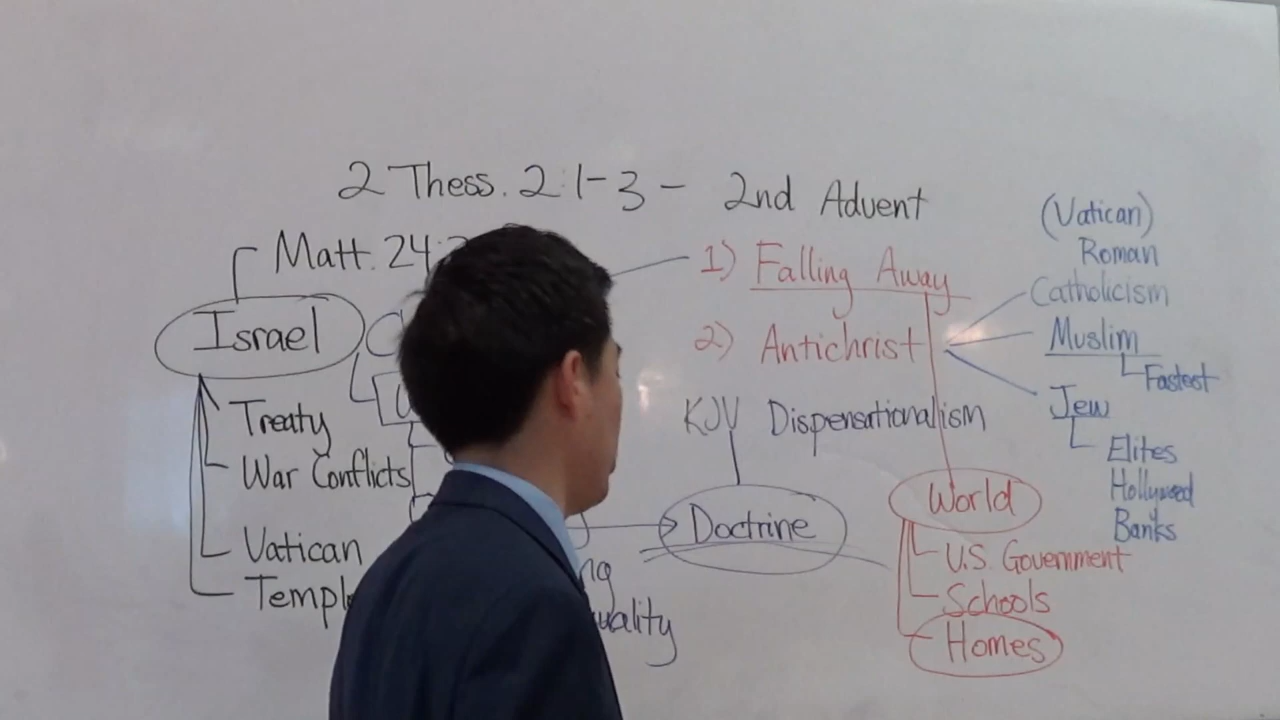 2 Thess. 2:1-3 - 2nd Advent
Matt. 24:
Israel
Treaty
War Conflicts
Vatican
1) Falling Away
2) Antichrist
KJV Dispensationalism
Doctrine
World
U.S. Government
Schools
Homes
(Vatican)
Roman
Catholicism
Muslim
Fastest
Jew
Elites
Hollywood
Banks